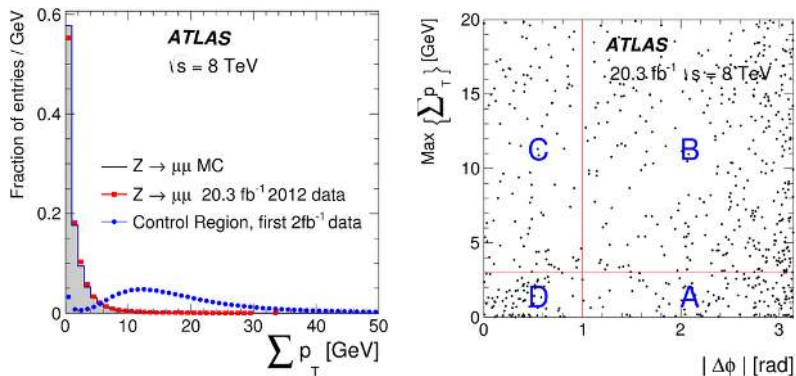 Fraction of entries / GeV
0.6
0.4
0.2
0
ATLAS
\s = 8 TeV
Z → μμ MC
Z → μμ 20.3 fb⁻¹ 2012 data
Control Region, first 2fb⁻¹ data
0 10 20 30 40 50
∑ p_T [GeV]
Max {∑ p_T} [GeV]
20
15
10
5
0
ATLAS
20.3 fb⁻¹ \s = 8 TeV
C B
D A
0 1 2 3
| Δϕ | [rad]